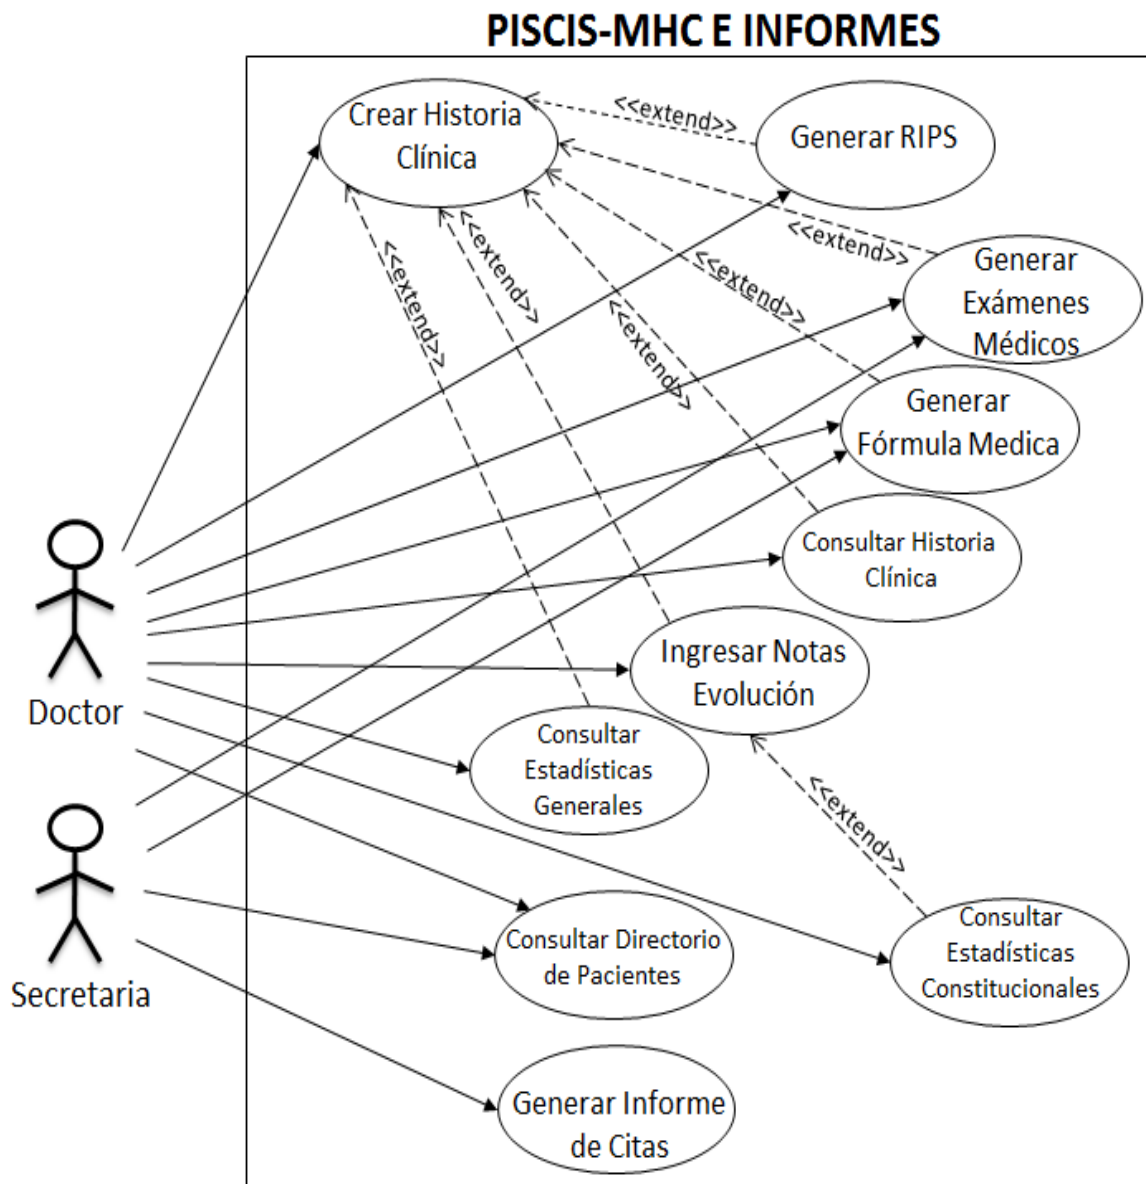 PISCIS-MHC E INFORMES
Crear Historia
Clínica
<<extend>>
Generar RIPS
<<extend>>
<<extend>>
<<extend>>
<<extend>>
<<extend>>
Generar
Exámenes
Médicos
Generar
Fórmula Medica
Consultar Historia
Clínica
Ingresar Notas
Evolución
Doctor
Consultar
Estadísticas
Generales
<<extend>>
Consultar Directorio
de Pacientes
Consultar
Estadísticas
Constitucionales
Secretaria
Generar Informe
de Citas